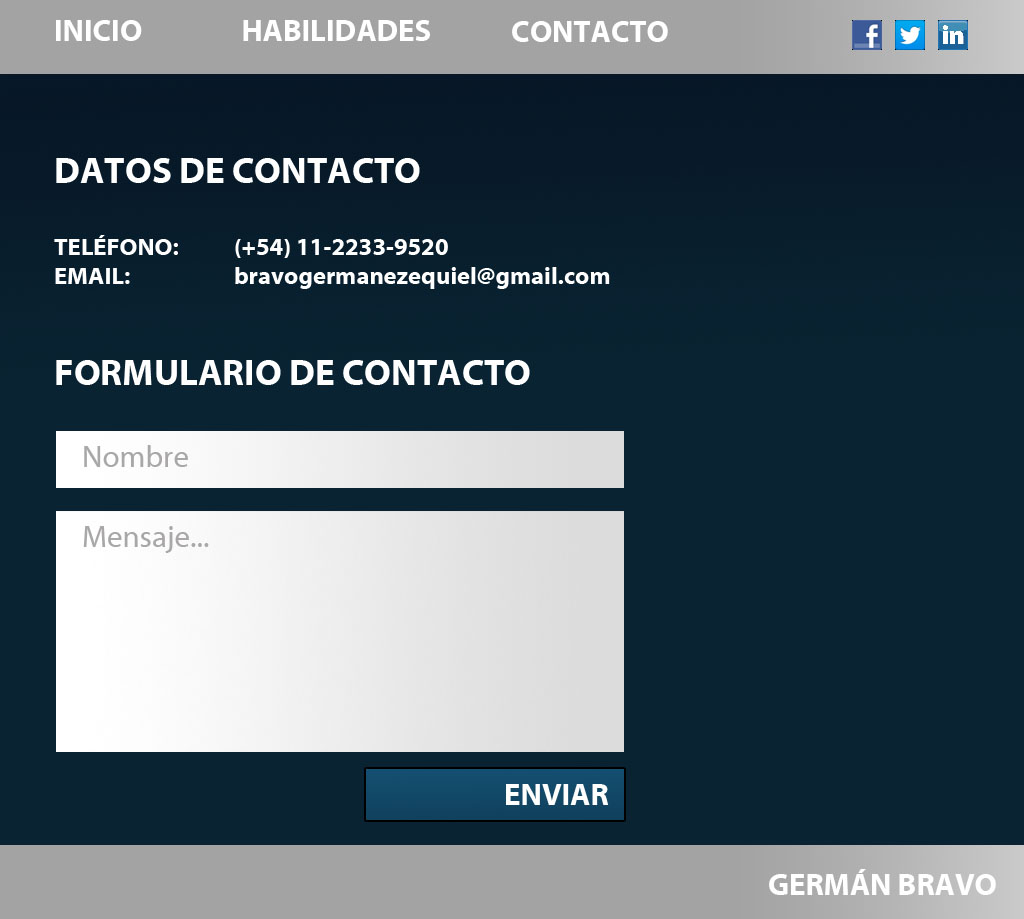 INICIO HABILIDADES CONTACTO f in
DATOS DE CONTACTO
TELÉFONO: (+54) 11-2233-9520
EMAIL: bravogermanezequiel@gmail.com
FORMULARIO DE CONTACTO
Nombre
Mensaje...
ENVIAR
GERMÁN BRAVO